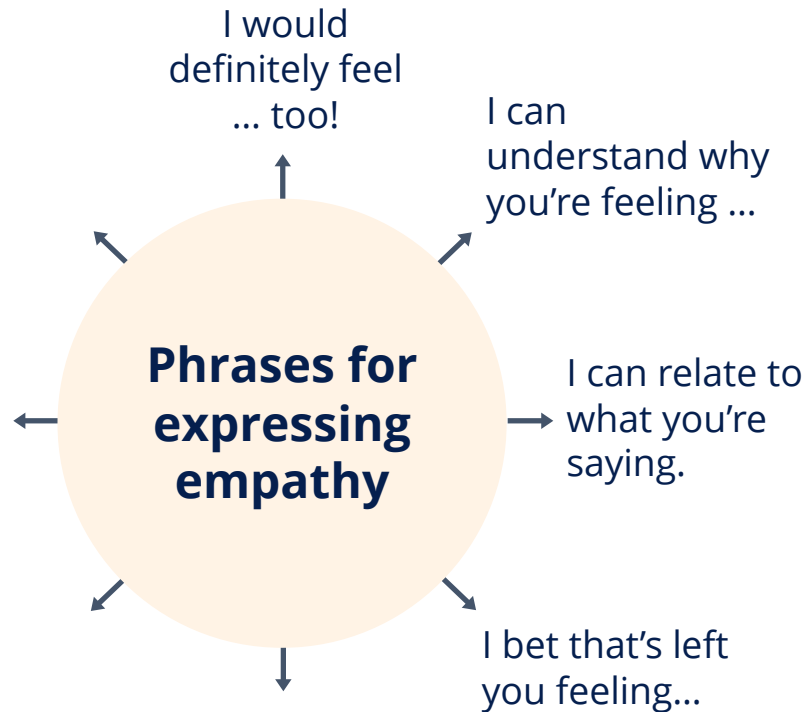 I would
definitely feel
... too!
I can
understand why
you’re feeling ...
Phrases for
expressing
empathy
I can relate to
what you’re
saying.
I bet that’s left
you feeling...